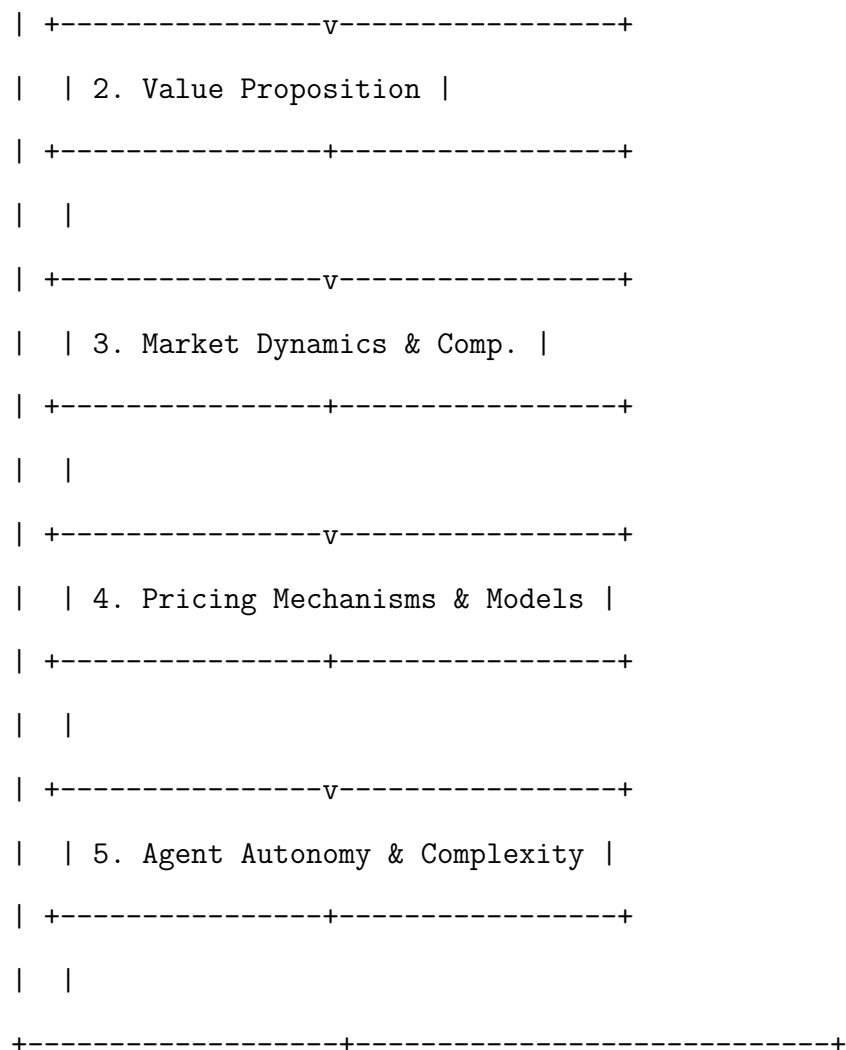 | +----------------v-----------------+
| | 2. Value Proposition |
| +----------------+-----------------+
| |
| +----------------v-----------------+
| | 3. Market Dynamics & Comp. |
| +----------------+-----------------+
| |
| +----------------v-----------------+
| | 4. Pricing Mechanisms & Models |
| +----------------+-----------------+
| |
| +----------------v-----------------+
| | 5. Agent Autonomy & Complexity |
| +----------------+-----------------+
| |
+-------------------+-----------------------------+